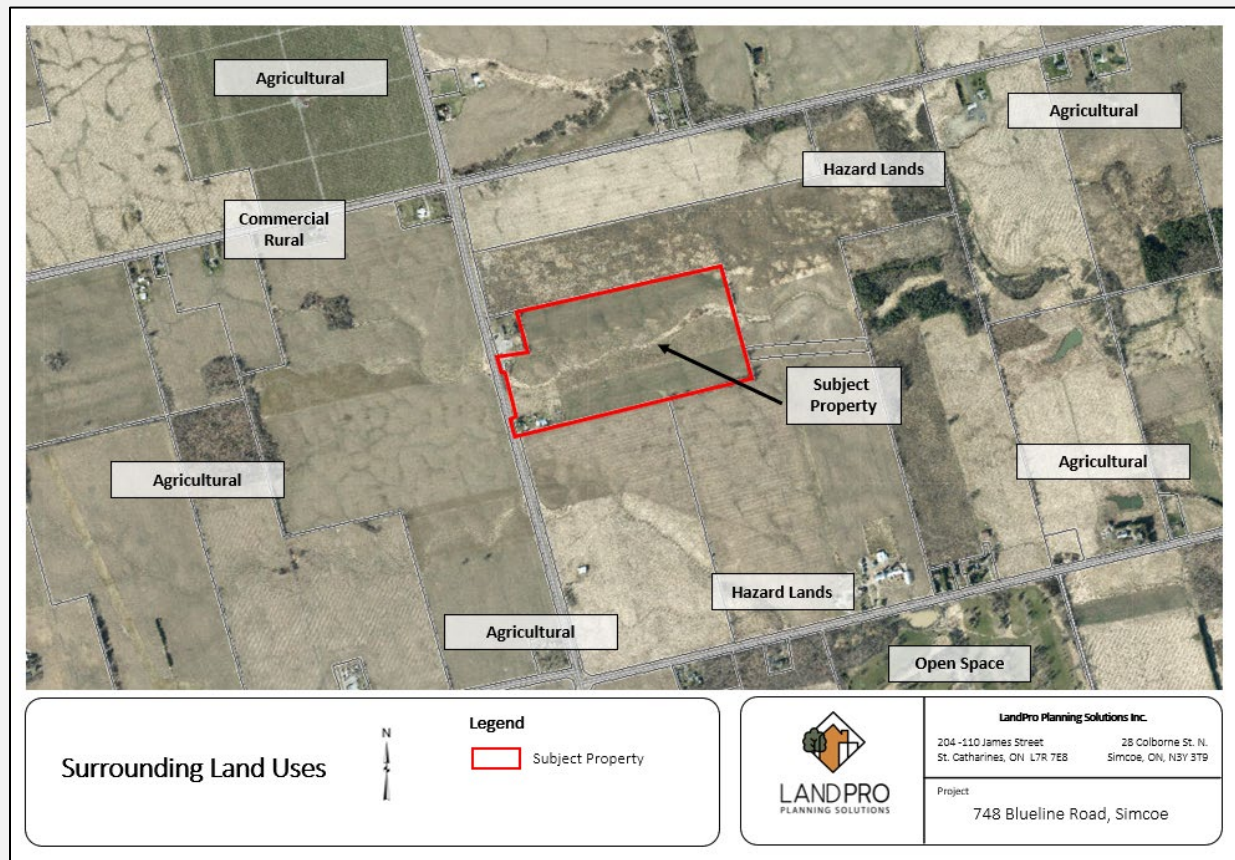 Agricultural
Agricultural
Hazard Lands
Commercial
Rural
Subject
Property
Agricultural
Agricultural
Hazard Lands
Agricultural
Open Space
Surrounding Land Uses
N
Legend
Subject Property
LANDPRO
PLANNING SOLUTIONS
LandPro Planning Solutions Inc.
204 -110 James Street
St. Catharines, ON L7R 7E8
28 Colborne St. N.
Simcoe, ON, N3Y 3T9
Project
748 Blueline Road, Simcoe